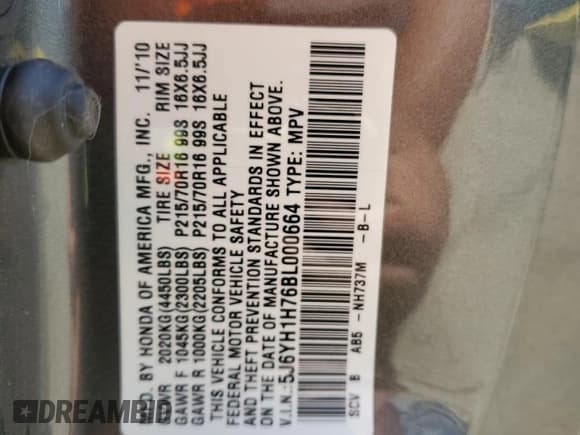 MFD. BY HONDA OF AMERICA MFG., INC. 11/'10
GVWR 2020KG(4450LBS) TIRE SIZE RIM SIZE
GAWR F 1045KG(2300LBS) P215/70R16 99S 16X6.5JJ
GAWR R 1000KG(2205LBS) P215/70R16 99S 16X6.5JJ
THIS VEHICLE CONFORMS TO ALL APPLICABLE
FEDERAL MOTOR VEHICLE SAFETY
AND THEFT PREVENTION STANDARDS IN EFFECT
ON THE DATE OF MANUFACTURE SHOWN ABOVE.
V.I.N.:5J6YH1H76BL000664 TYPE: MPV
SCV B AB5 -NH737M -B-L
DREAMBID